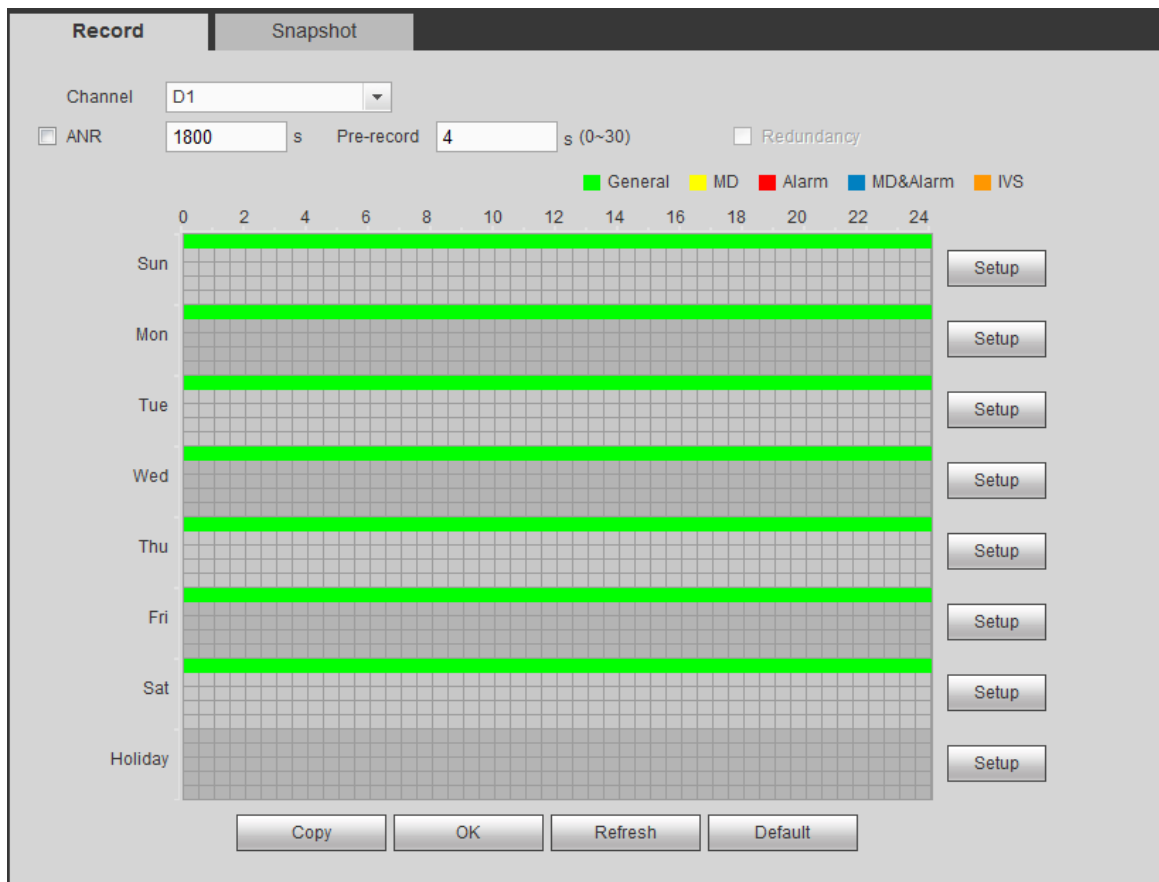 Record Snapshot
Channel D1
ANR 1800 s Pre-record 4 s (0~30) Redundancy
General MD Alarm MD&Alarm IVS
0 2 4 6 8 10 12 14 16 18 20 22 24
Sun Setup
Mon Setup
Tue Setup
Wed Setup
Thu Setup
Fri Setup
Sat Setup
Holiday Setup
Copy OK Refresh Default